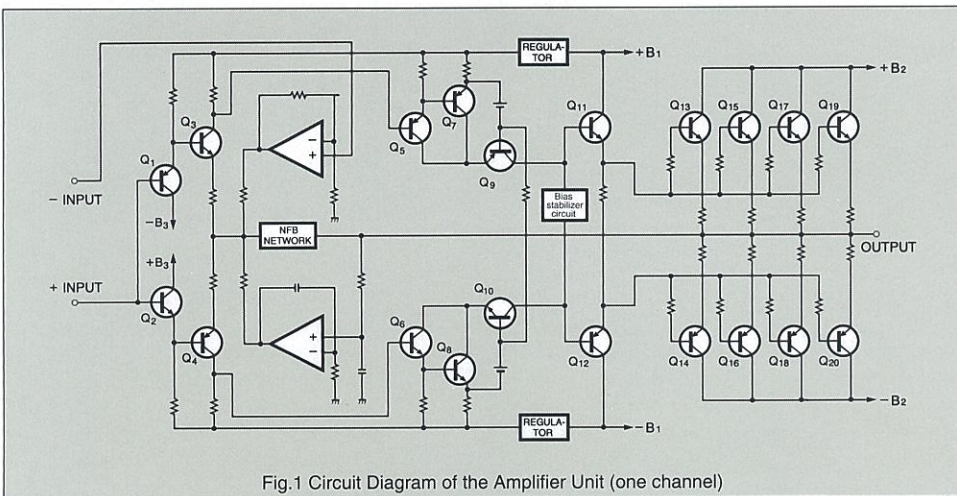 REGULA-
TOR
+B1
+B2
Q11
Q13
Q15
Q17
Q19
Q3
Q7
Q5
−
+
Q1
Q9
− INPUT
Bias
stabilizer
circuit
−B3
NFB
NETWORK
OUTPUT
+B3
Q10
+ INPUT
Q2
Q6
+
−
Q4
Q8
Q12
Q14
Q16
Q18
Q20
−B2
REGULA-
TOR
−B1
Fig.1 Circuit Diagram of the Amplifier Unit (one channel)